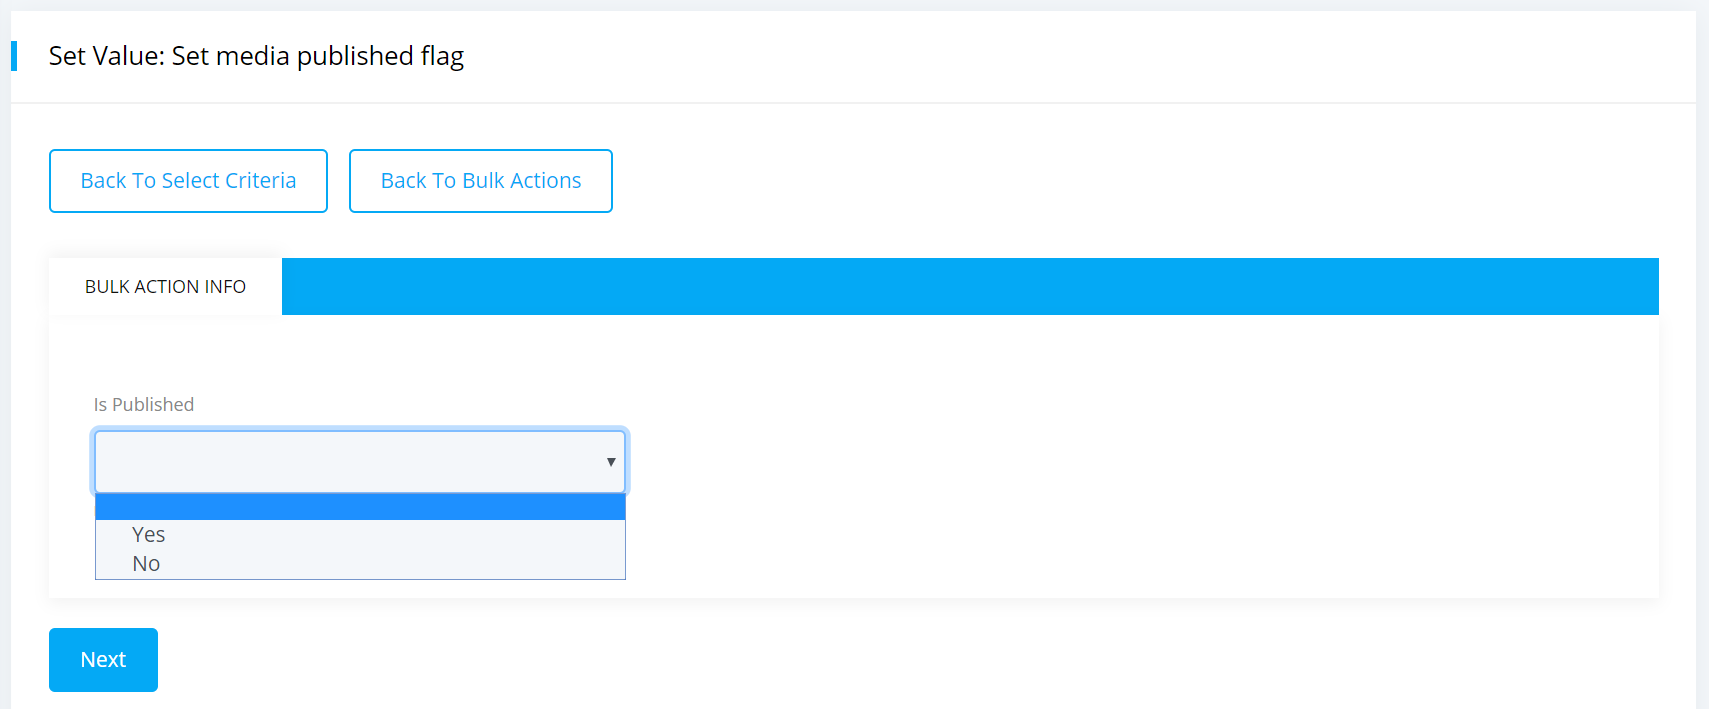 Set Value: Set media published flag
Back To Select Criteria
Back To Bulk Actions
BULK ACTION INFO
Is Published
Yes
No
Next